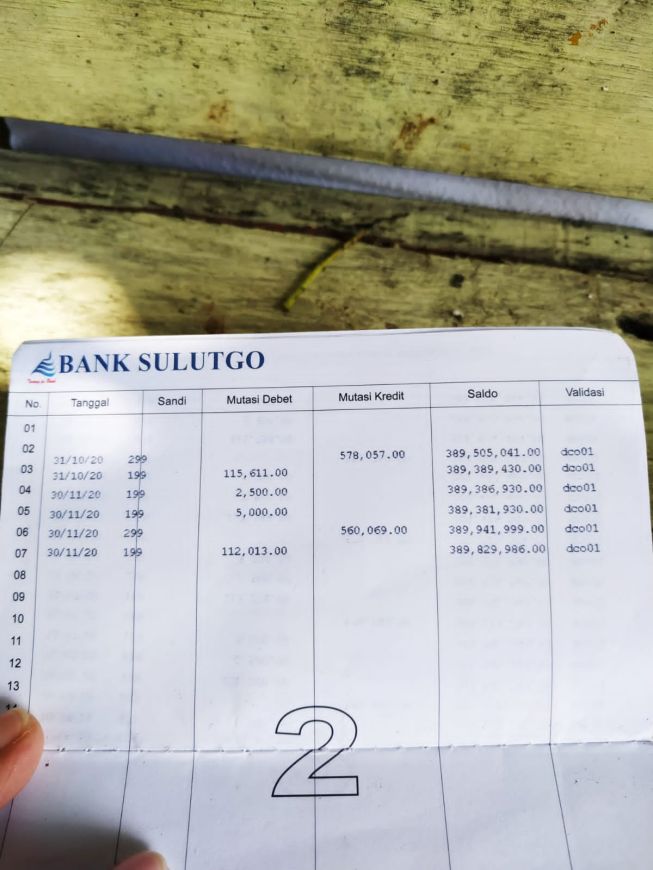 BANK SULUTGO
No. Tanggal Sandi Mutasi Debet Mutasi Kredit Saldo Validasi
01
02
31/10/20 299 578,057.00 389,505,041.00 dco01
03 31/10/20 199 115,611.00 389,389,430.00 dco01
04 30/11/20 199 2,500.00 389,386,930.00 dco01
05 30/11/20 199 5,000.00 389,381,930.00 dco01
06 30/11/20 299 560,069.00 389,941,999.00 dco01
07 30/11/20 199 112,013.00 389,829,986.00 dco01
08
09
10
11
12
13
2